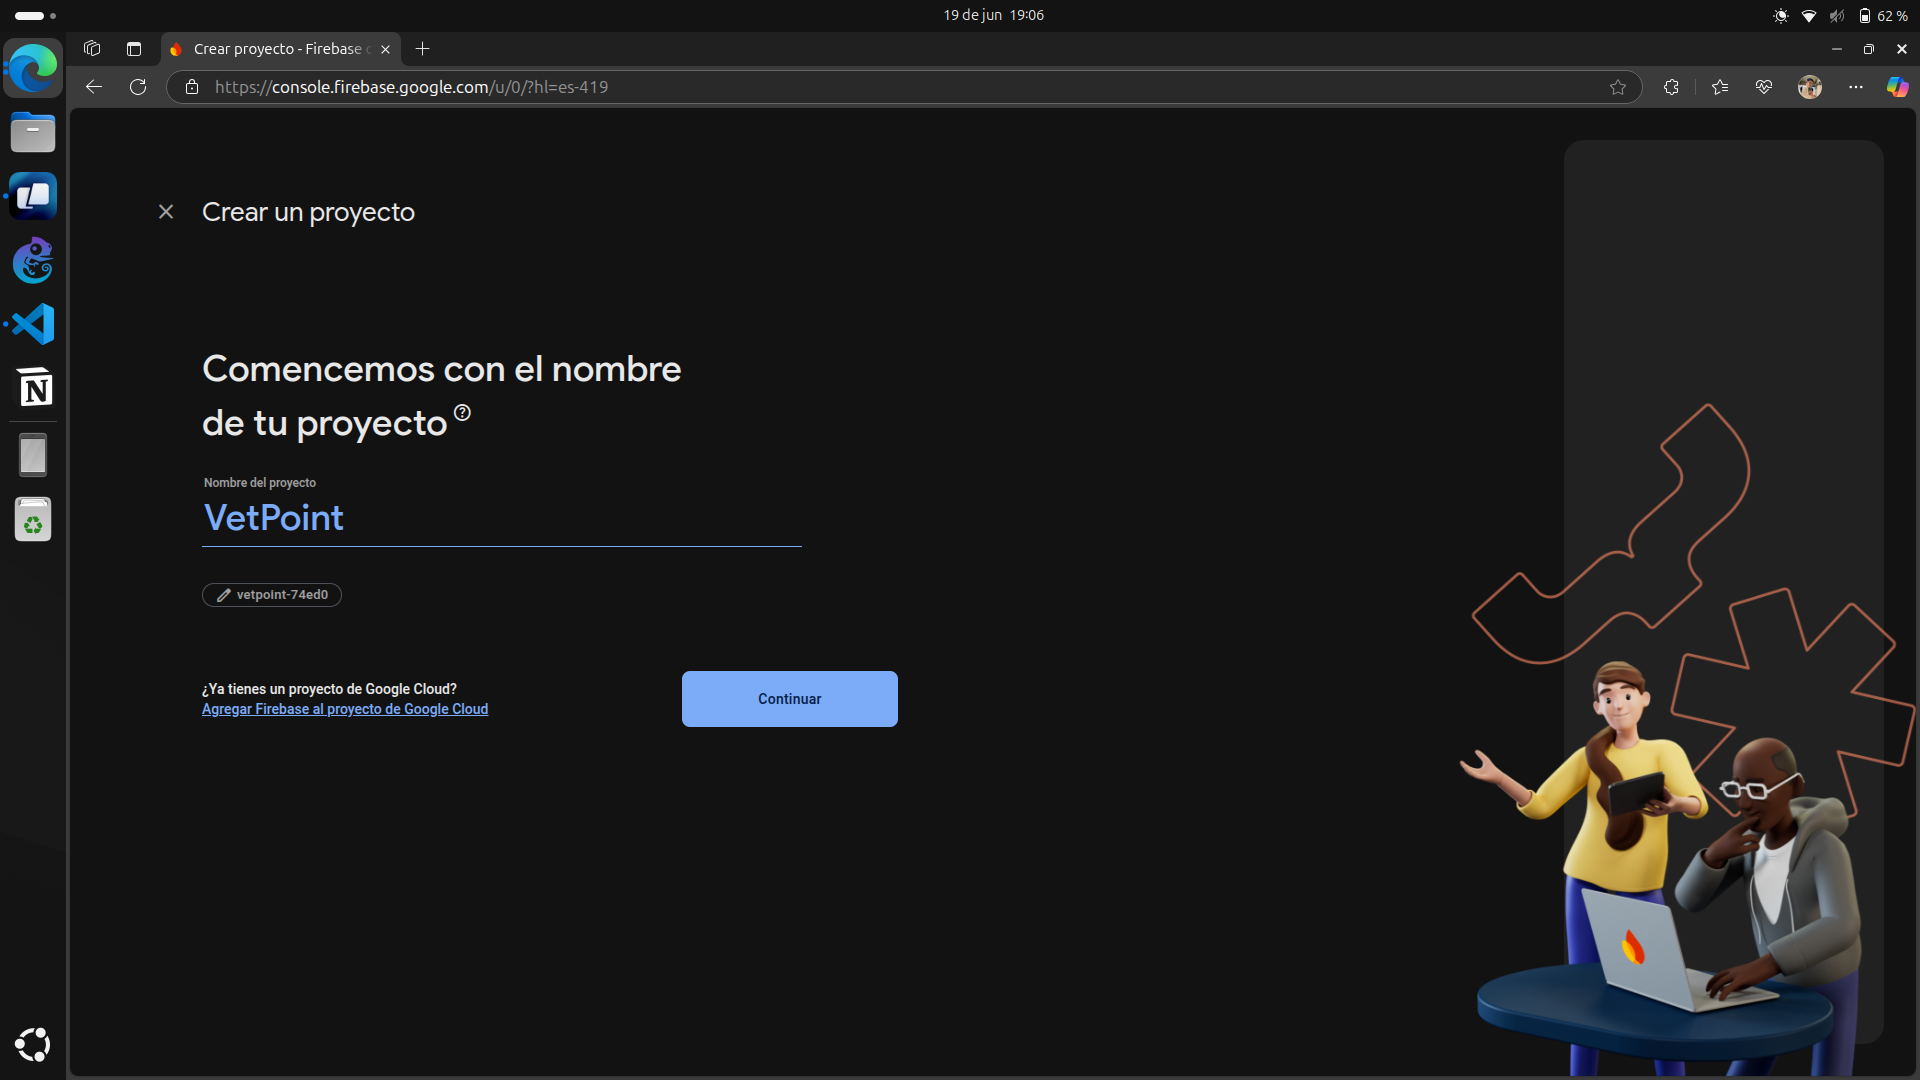 19 de jun 19:06
62 %
Crear proyecto - Firebase c
https://console.firebase.google.com/u/0/?hl=es-419
Crear un proyecto
Comencemos con el nombre
de tu proyecto
Nombre del proyecto
VetPoint
vetpoint-74ed0
¿Ya tienes un proyecto de Google Cloud?
Agregar Firebase al proyecto de Google Cloud
Continuar